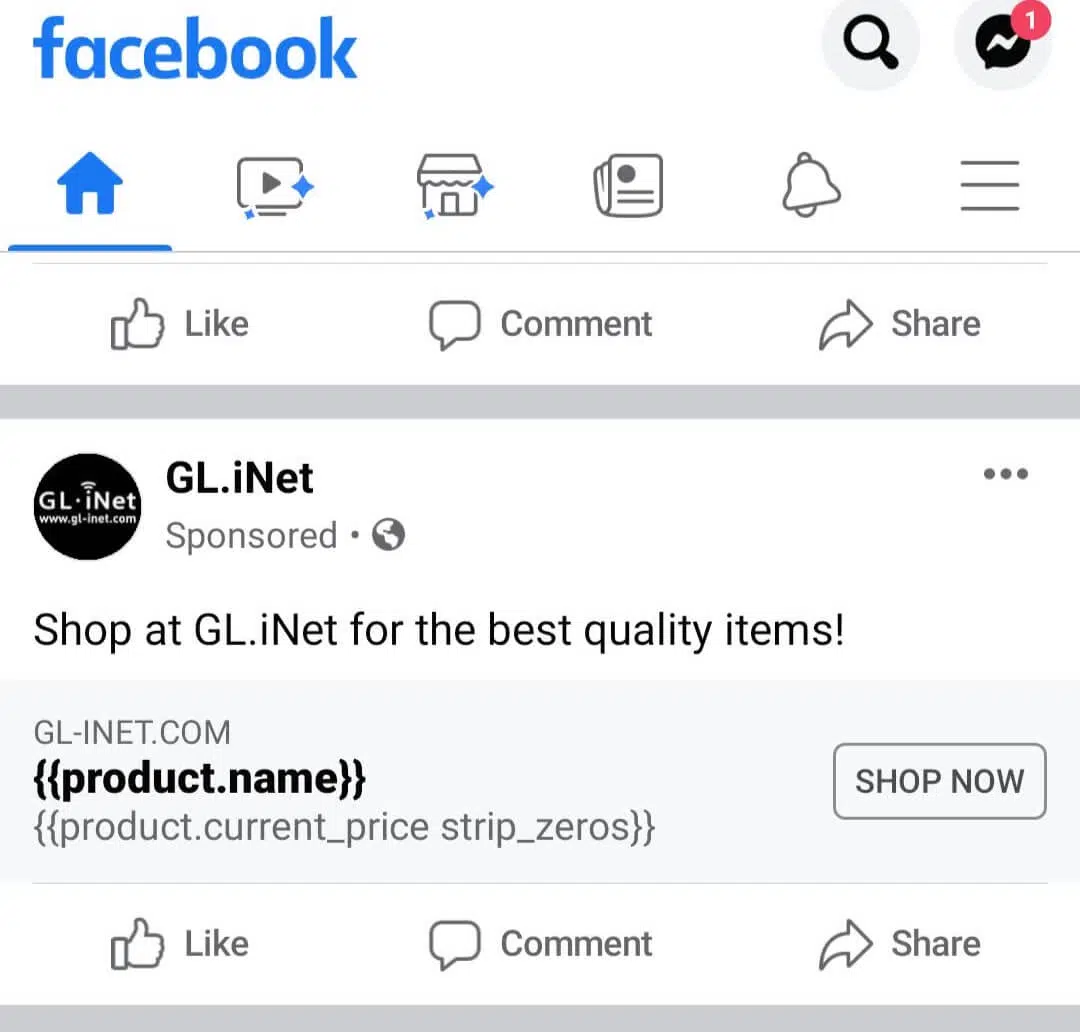 facebook
1
Like
Comment
Share
GL·iNet
www.gl-inet.com
GL.iNet
Sponsored ·
Shop at GL.iNet for the best quality items!
GL-INET.COM
{{product.name}}
{{product.current_price strip_zeros}}
SHOP NOW
Like
Comment
Share